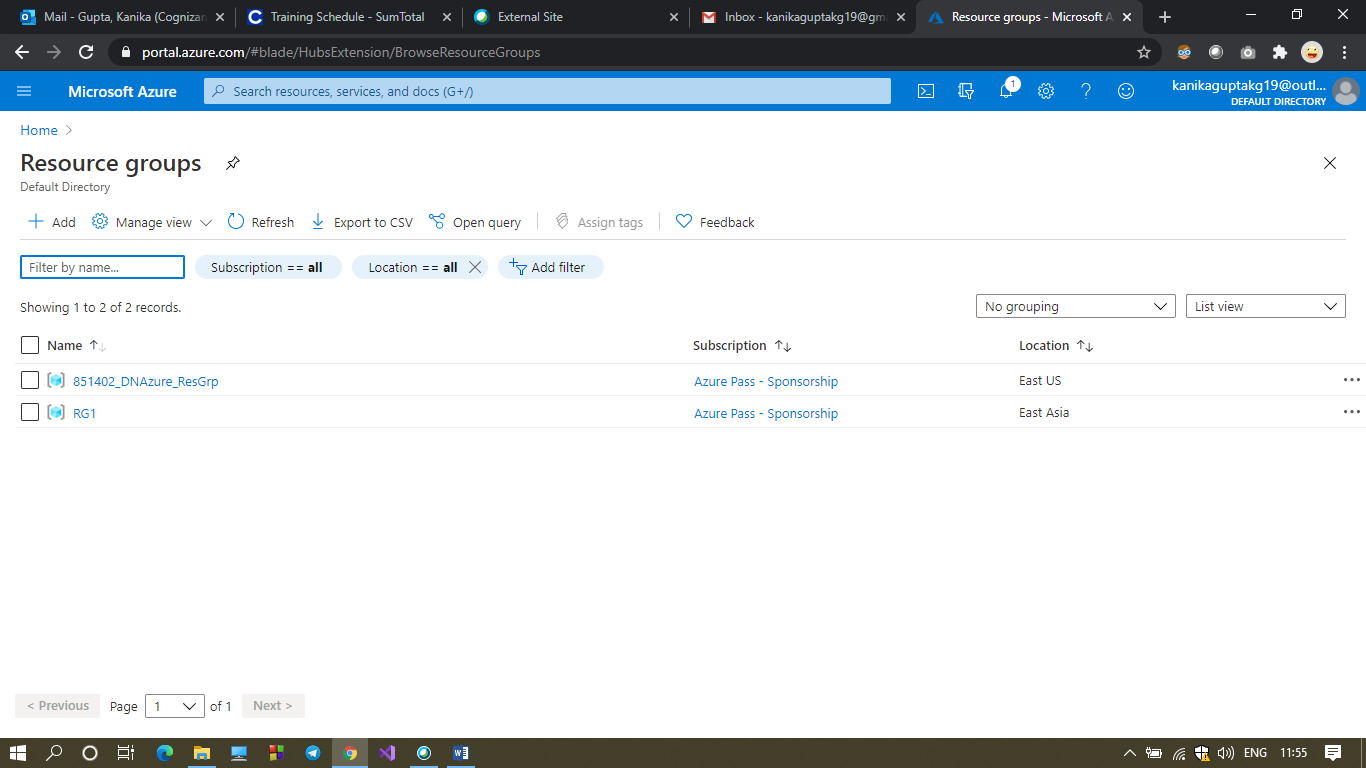 Mail - Gupta, Kanika (Cognizan
Training Schedule - SumTotal
External Site
Inbox - kanikaguptakg19@gm
Resource groups - Microsoft A
portal.azure.com/#blade/HubsExtension/BrowseResourceGroups
Microsoft Azure
Search resources, services, and docs (G+/)
1
kanikaguptakg19@outl...
DEFAULT DIRECTORY
Home
Resource groups
Default Directory
Add
Manage view
Refresh
Export to CSV
Open query
Assign tags
Feedback
Filter by name...
Subscription == all
Location == all
Add filter
Showing 1 to 2 of 2 records.
No grouping
List view
Name
Subscription
Location
851402_DNAzure_ResGrp
Azure Pass - Sponsorship
East US
RG1
Azure Pass - Sponsorship
East Asia
< Previous
Page 1 of 1
Next >
ENG
11:55